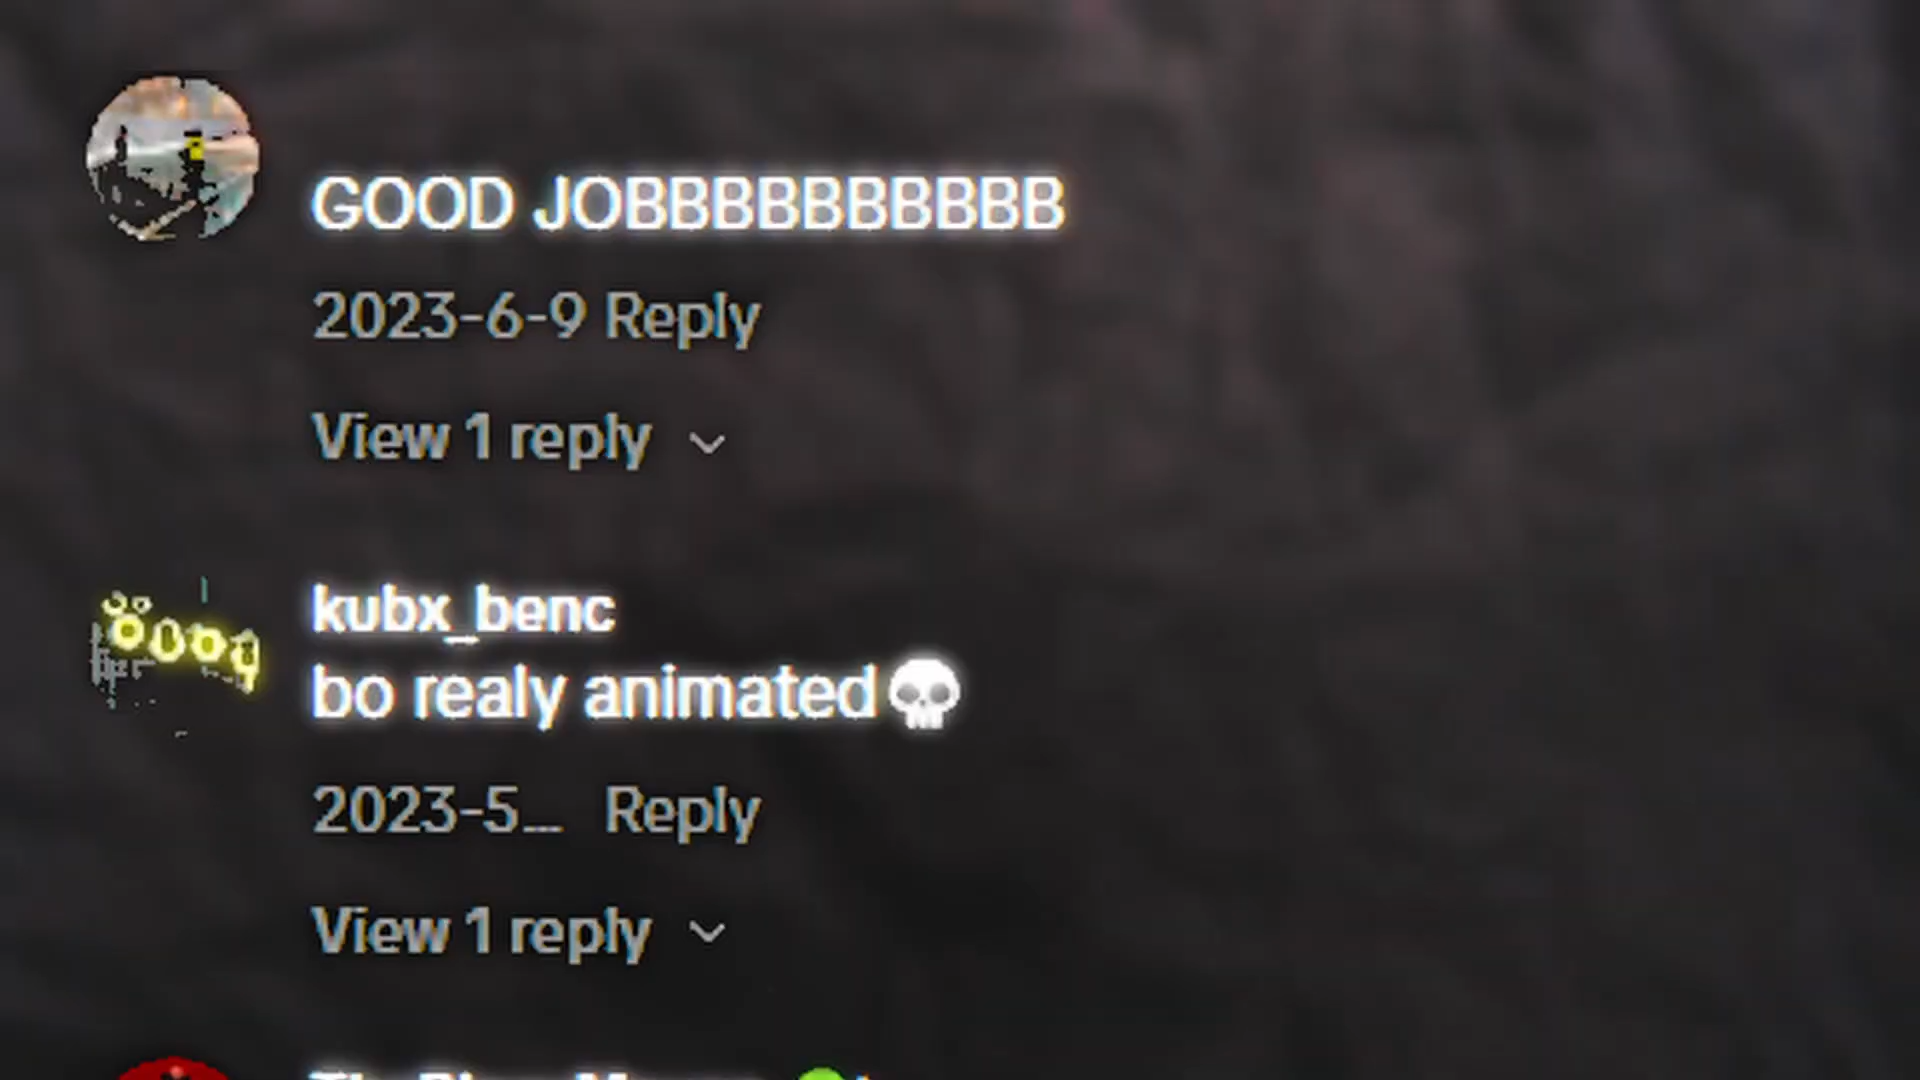 GOOD JOBBBBBBBBBB
2023-6-9 Reply
View 1 reply
kubx_benc
bo realy animated💀
2023-5... Reply
View 1 reply